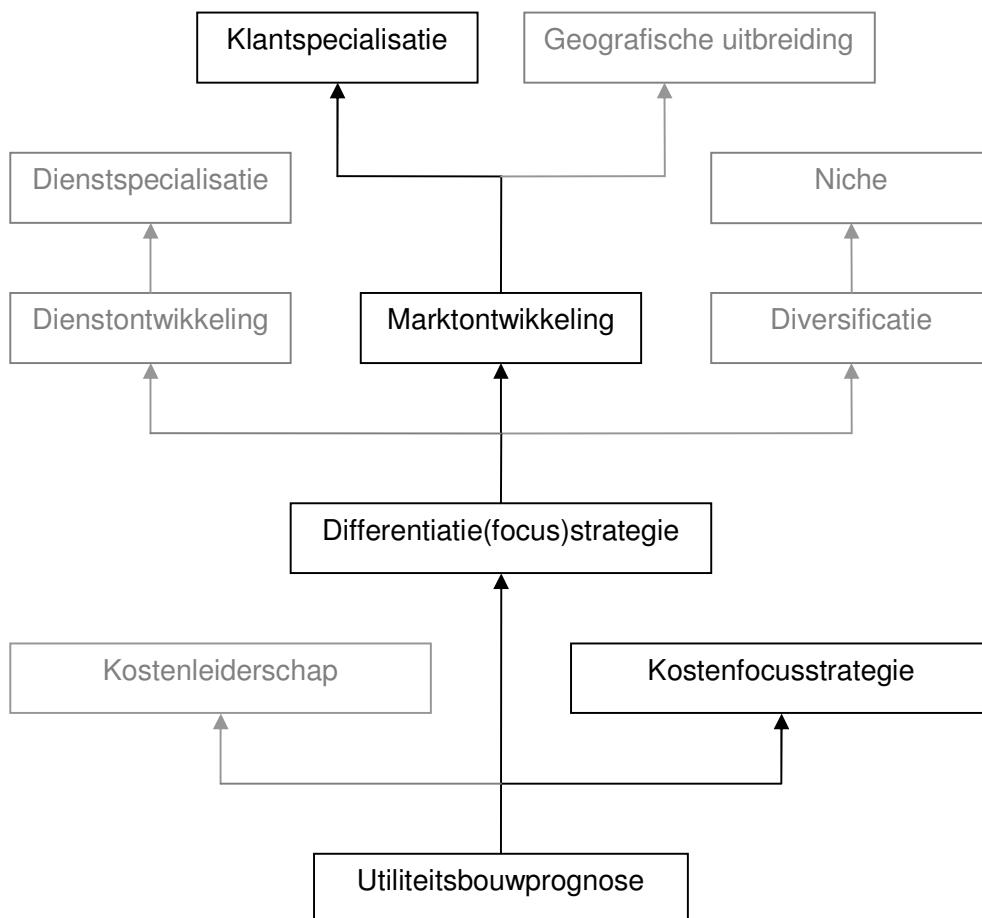 Klantspecialisatie
Geografische uitbreiding
Dienstspecialisatie
Niche
Dienstontwikkeling
Marktontwikkeling
Diversificatie
Differentiatie(focus)strategie
Kostenleiderschap
Kostenfocusstrategie
Utiliteitsbouwprognose